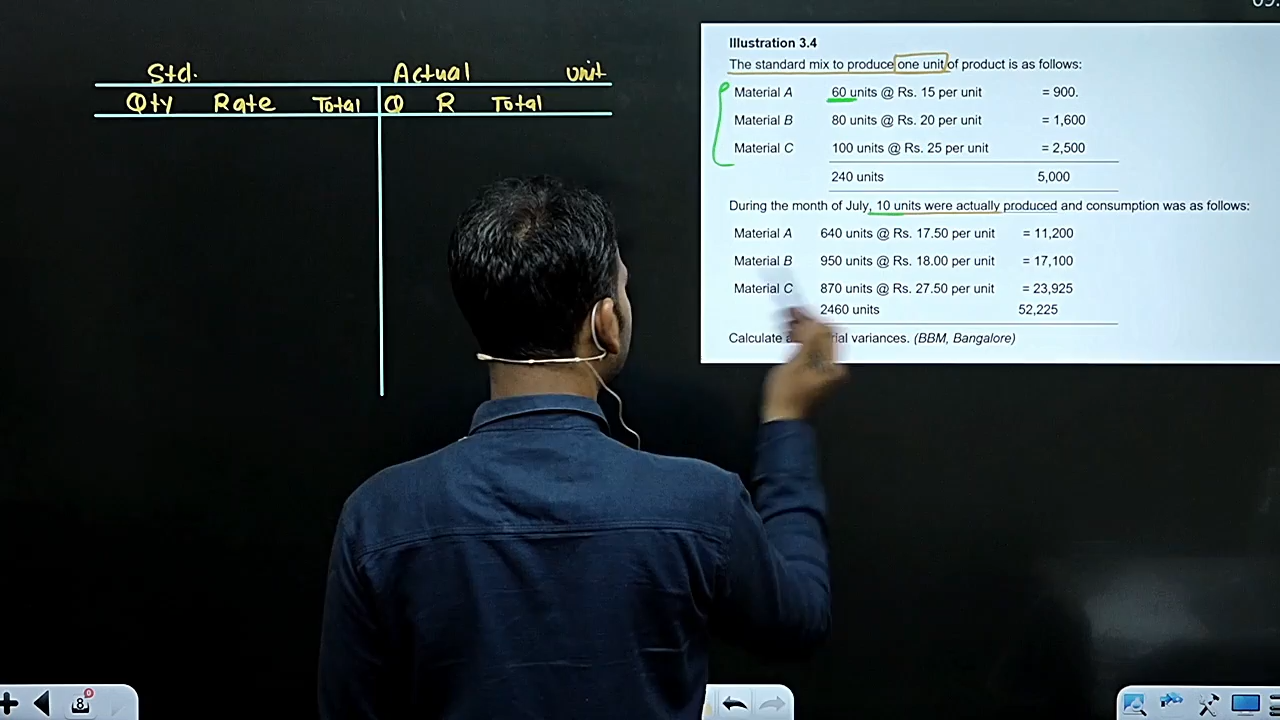 Std. Actual unit
Qty Rate Total Q R Total
Illustration 3.4
The standard mix to produce one unit of product is as follows:
Material A 60 units @ Rs. 15 per unit = 900.
Material B 80 units @ Rs. 20 per unit = 1,600
Material C 100 units @ Rs. 25 per unit = 2,500
240 units 5,000
During the month of July, 10 units were actually produced and consumption was as follows:
Material A 640 units @ Rs. 17.50 per unit = 11,200
Material B 950 units @ Rs. 18.00 per unit = 17,100
Material C 870 units @ Rs. 27.50 per unit = 23,925
2460 units 52,225
Calculate variances. (BBM, Bangalore)
8
0